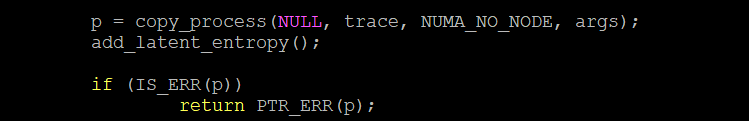 p = copy_process(NULL, trace, NUMA_NO_NODE, args);
add_latent_entropy();

if (IS_ERR(p))
        return PTR_ERR(p);